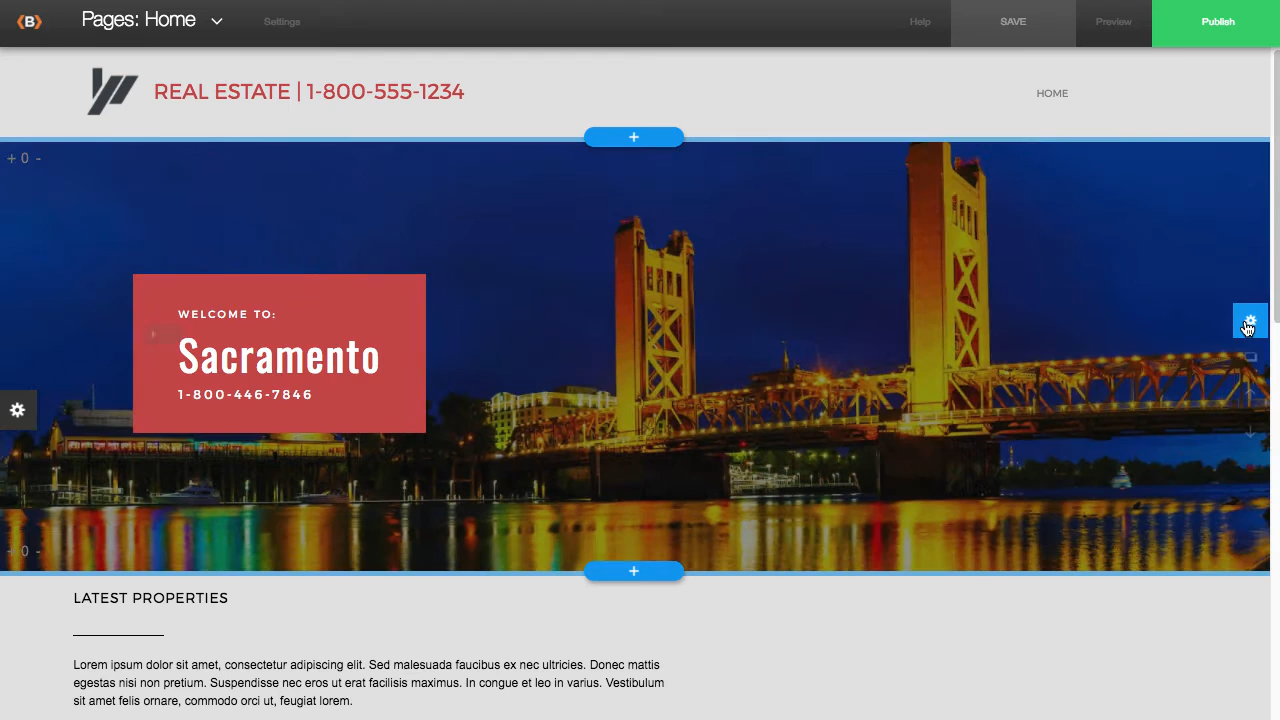 B Pages: Home Settings Help SAVE Preview Publish
REAL ESTATE | 1-800-555-1234 HOME
+
+ 0 -
WELCOME TO:
Sacramento
1-800-446-7846
+ 0 -
+
LATEST PROPERTIES
Lorem ipsum dolor sit amet, consectetur adipiscing elit. Sed malesuada faucibus ex nec ultricies. Donec mattis
egestas nisi non pretium. Suspendisse nec eros ut erat facilisis maximus. In congue et leo in varius. Vestibulum
sit amet felis ornare, commodo orci ut, feugiat lorem.